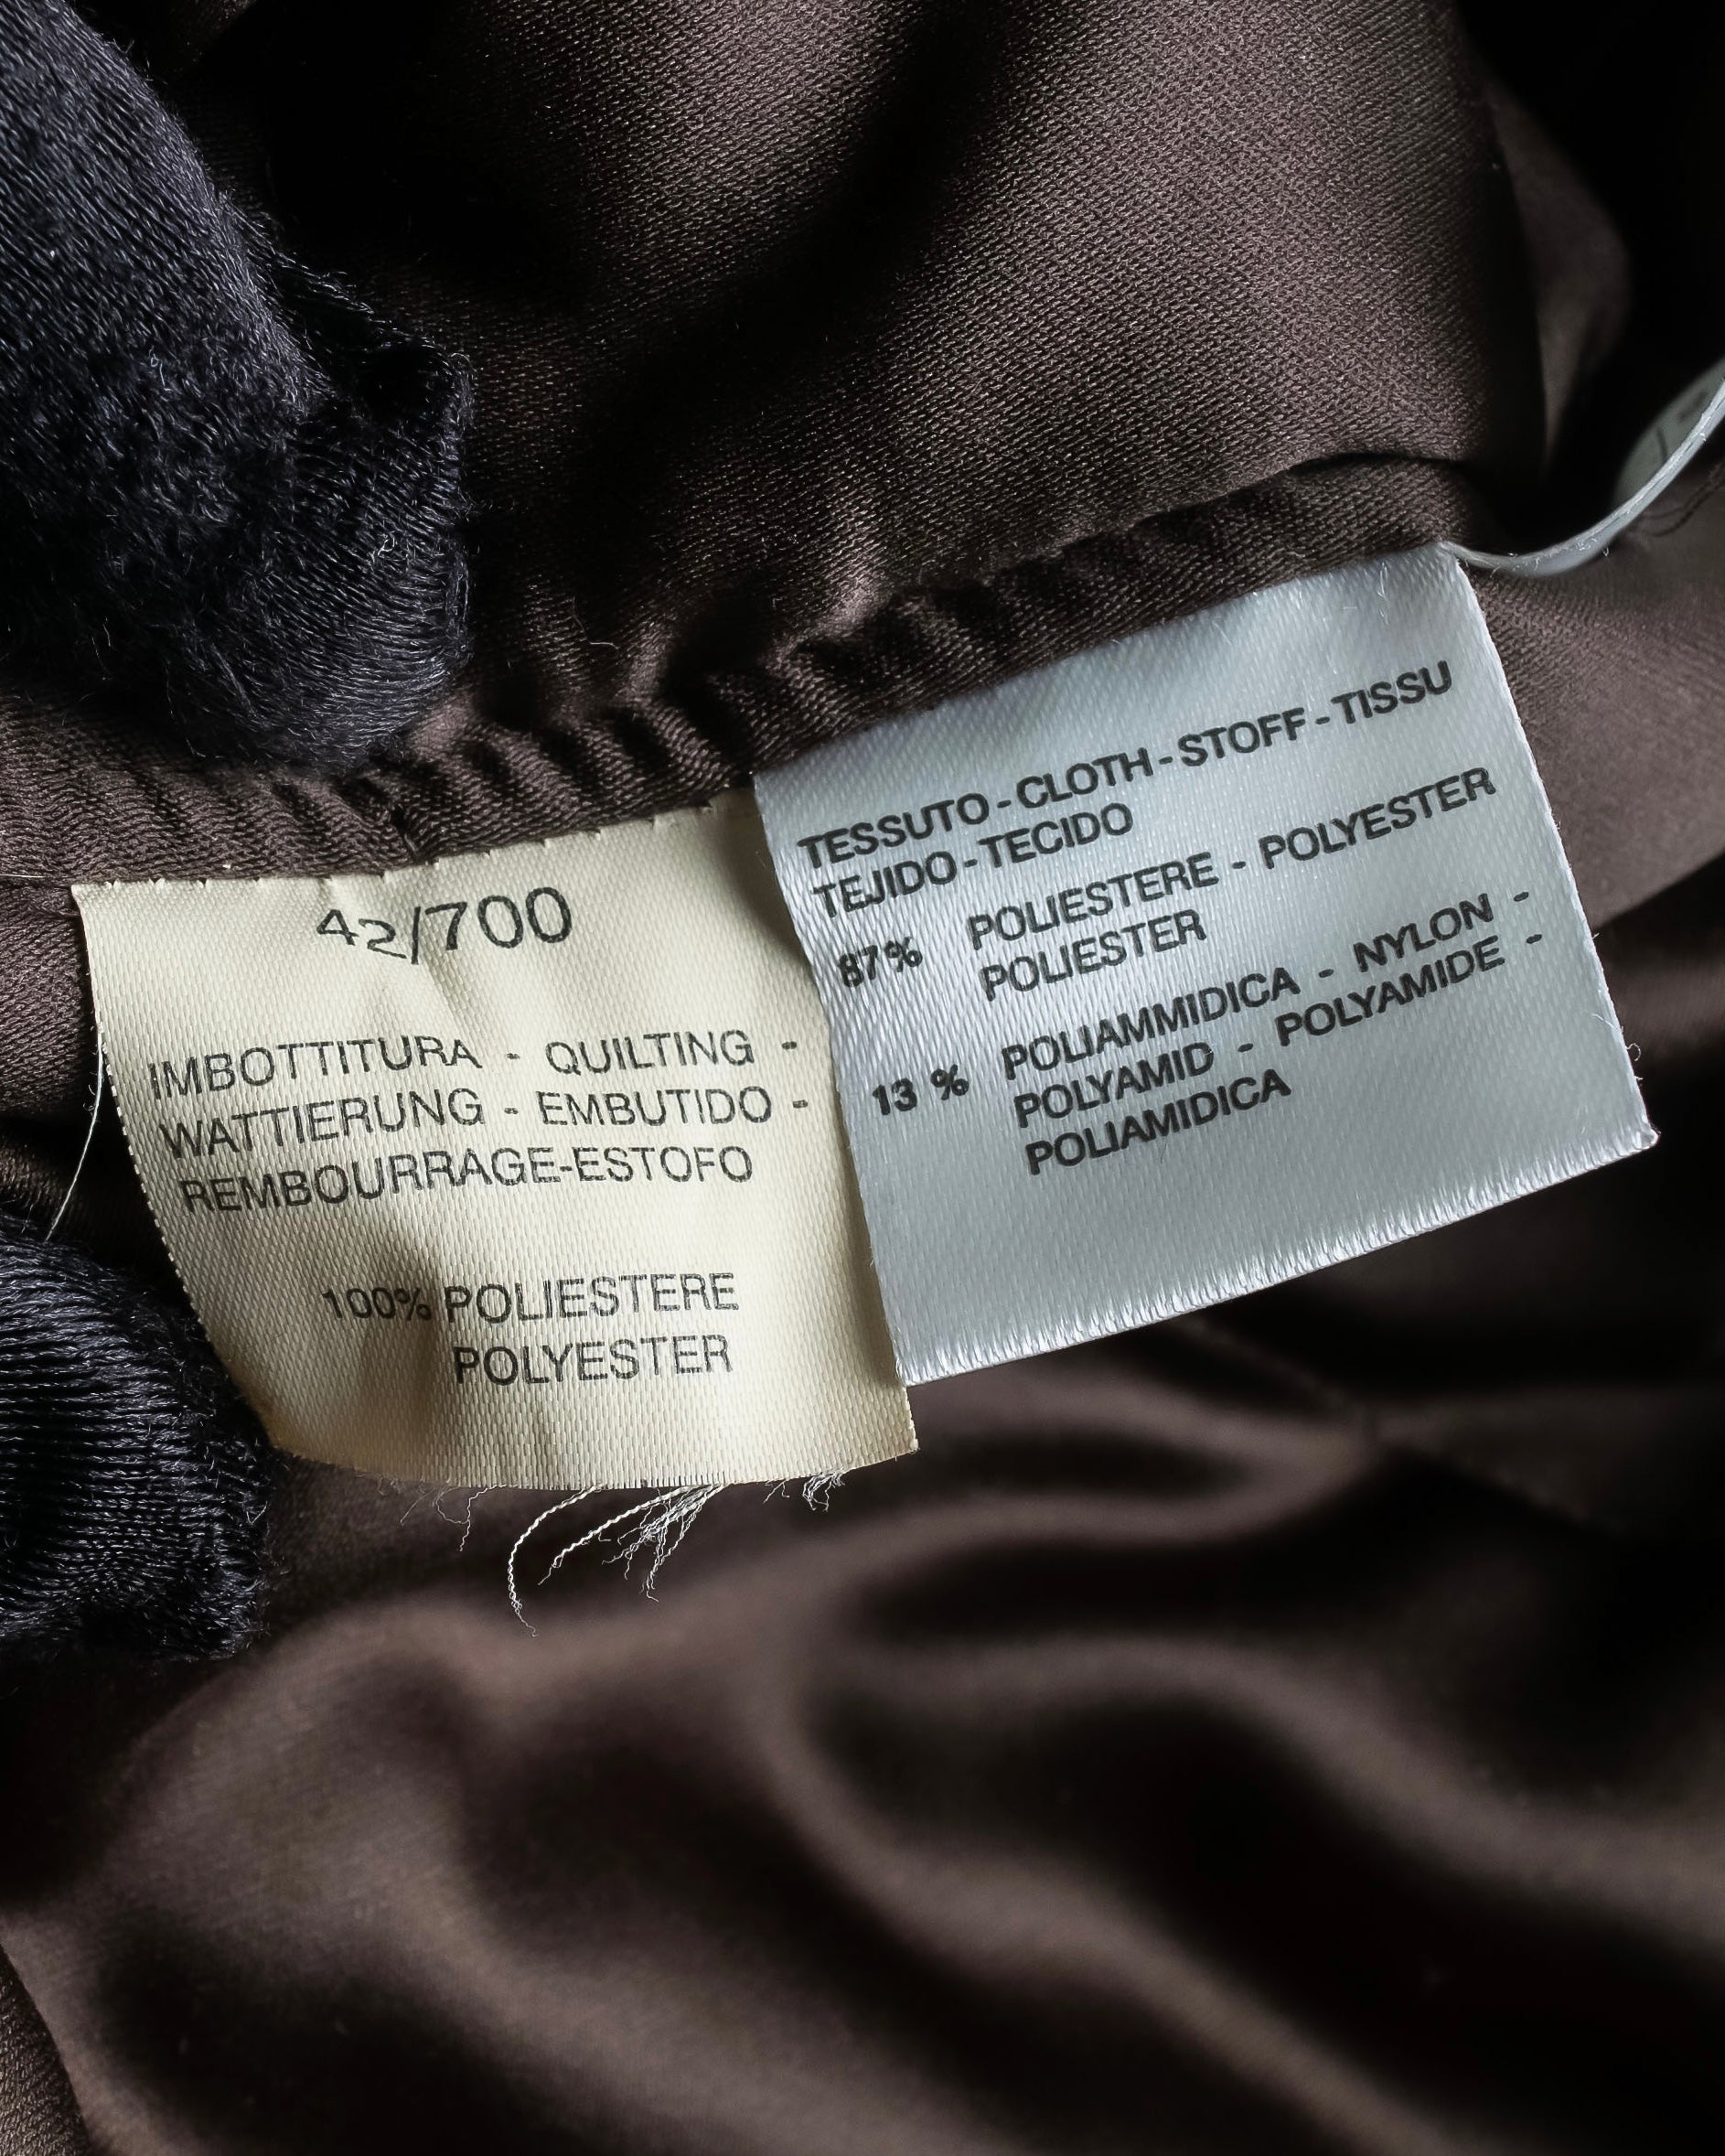 42/700
IMBOTTITURA - QUILTING -
WATTIERUNG - EMBUTIDO -
REMBOURRAGE-ESTOFO
100% POLIESTERE
POLYESTER
TESSUTO - CLOTH - STOFF - TISSU
TEJIDO - TECIDO
87% POLIESTERE - POLYESTER
POLIESTER
13 % POLIAMMIDICA - NYLON -
POLYAMID - POLYAMIDE -
POLIAMIDICA